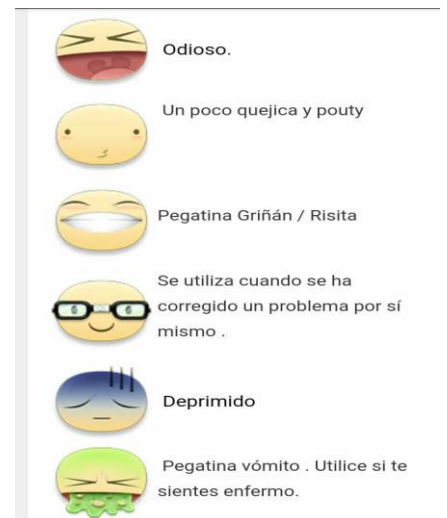 Odioso.
Un poco quejica y pouty
Pegatina Griñán / Risita
Se utiliza cuando se ha
corregido un problema por sí
mismo .
Deprimido
Pegatina vómito . Utilice si te
sientes enfermo.